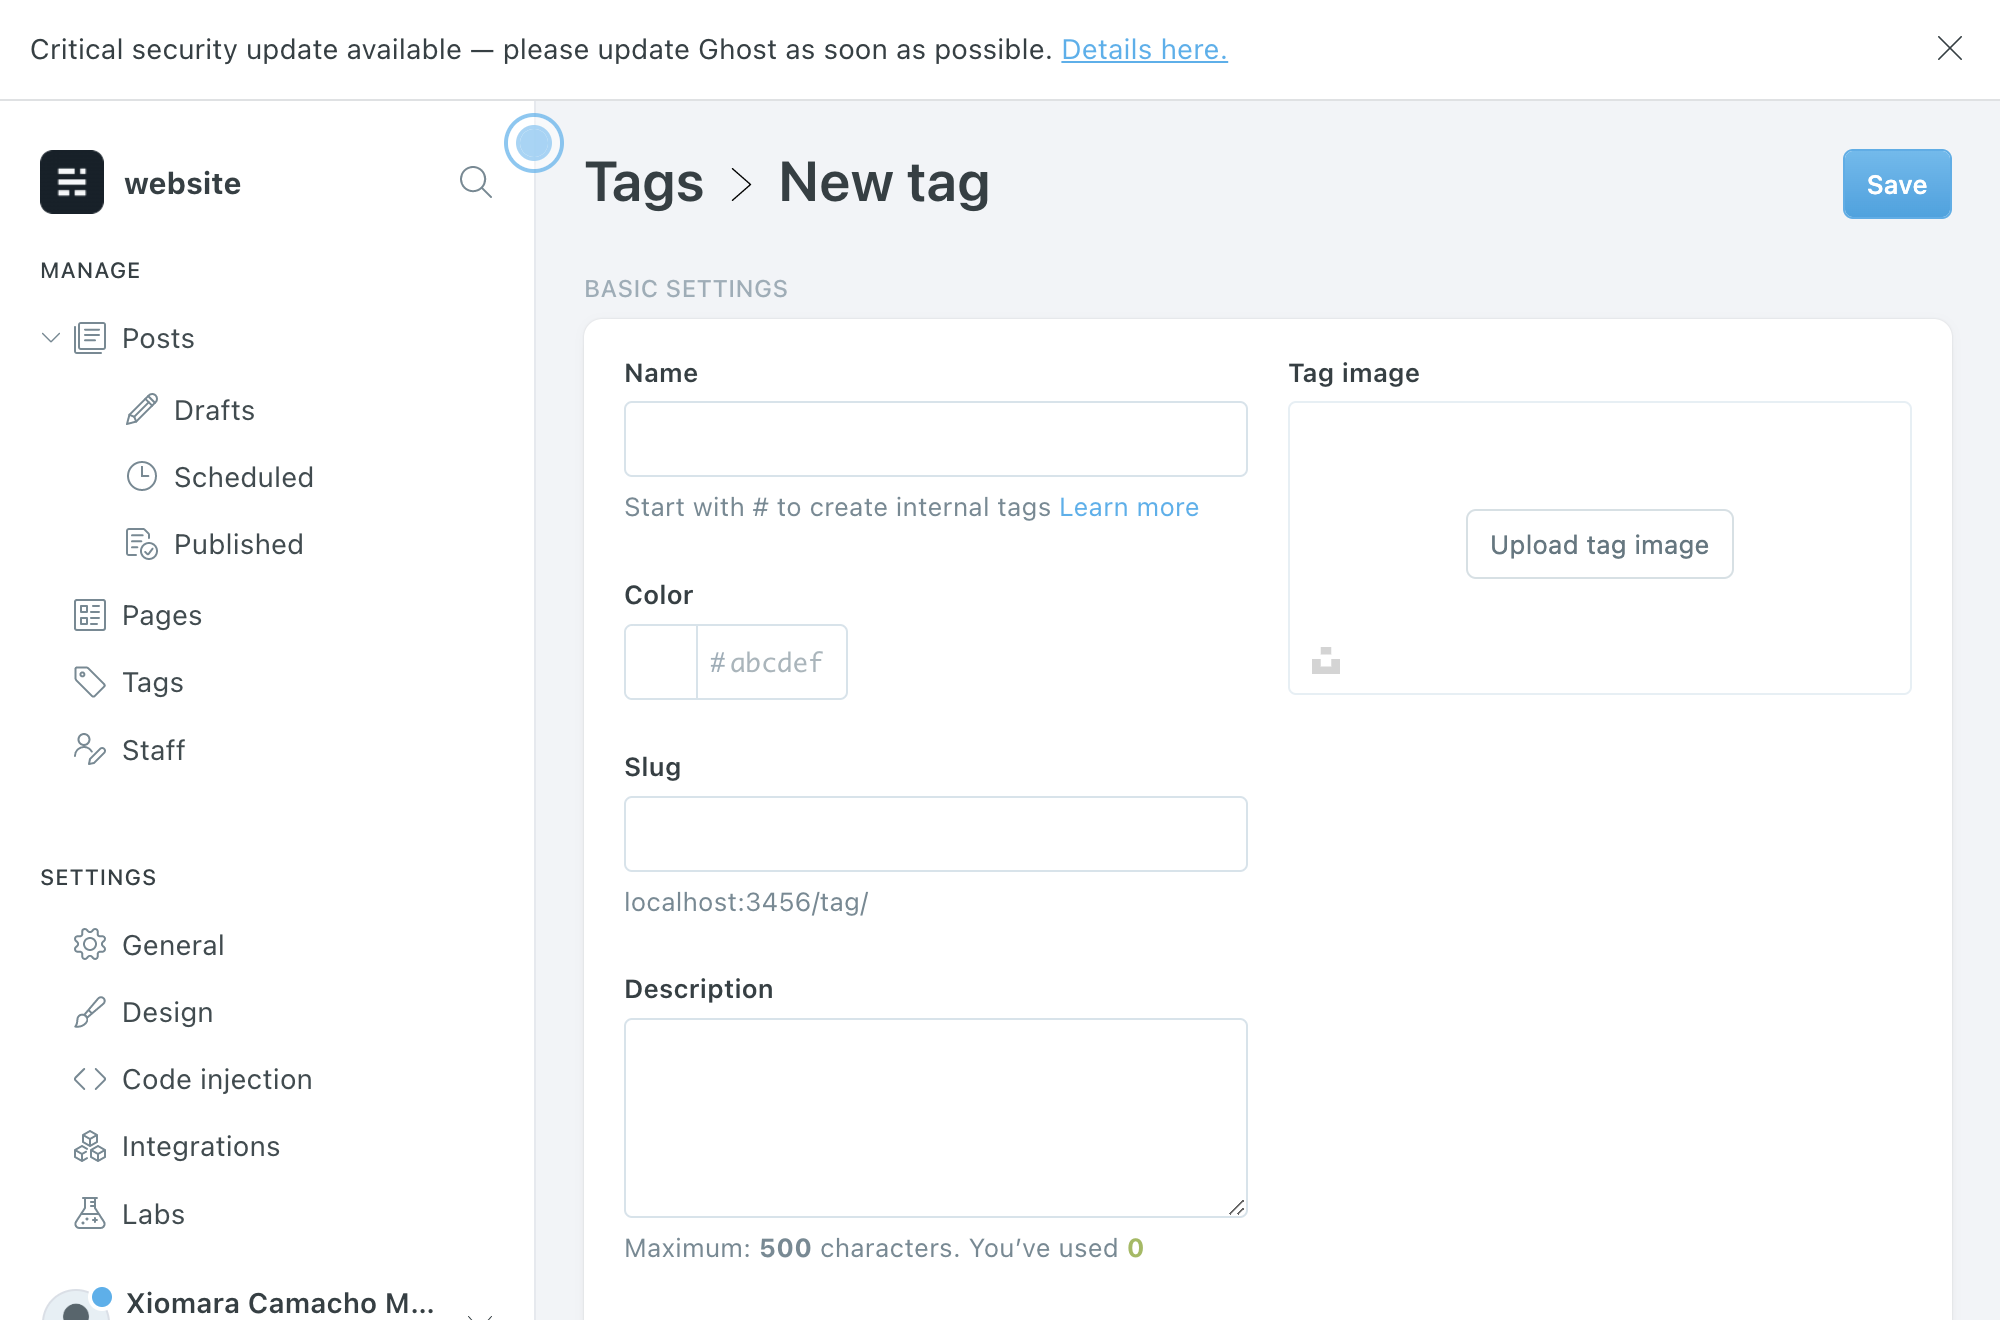 Critical security update available — please update Ghost as soon as possible. Details here.
website
MANAGE
Posts
Drafts
Scheduled
Published
Pages
Tags
Staff
SETTINGS
General
Design
Code injection
Integrations
Labs
Xiomara Camacho M...
Tags > New tag
Save
BASIC SETTINGS
Name
Start with # to create internal tags Learn more
Color
#abcdef
Slug
localhost:3456/tag/
Description
Maximum: 500 characters. You’ve used 0
Tag image
Upload tag image